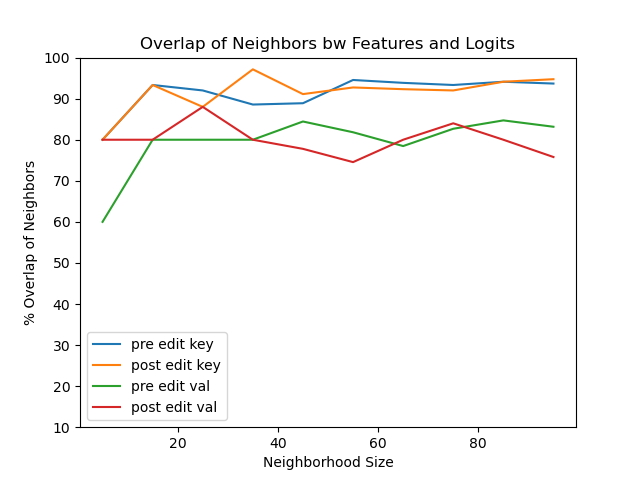 Overlap of Neighbors bw Features and Logits
100
90
80
70
60
50
40
30
20
10
% Overlap of Neighbors
pre edit key
post edit key
pre edit val
post edit val
20 40 60 80
Neighborhood Size